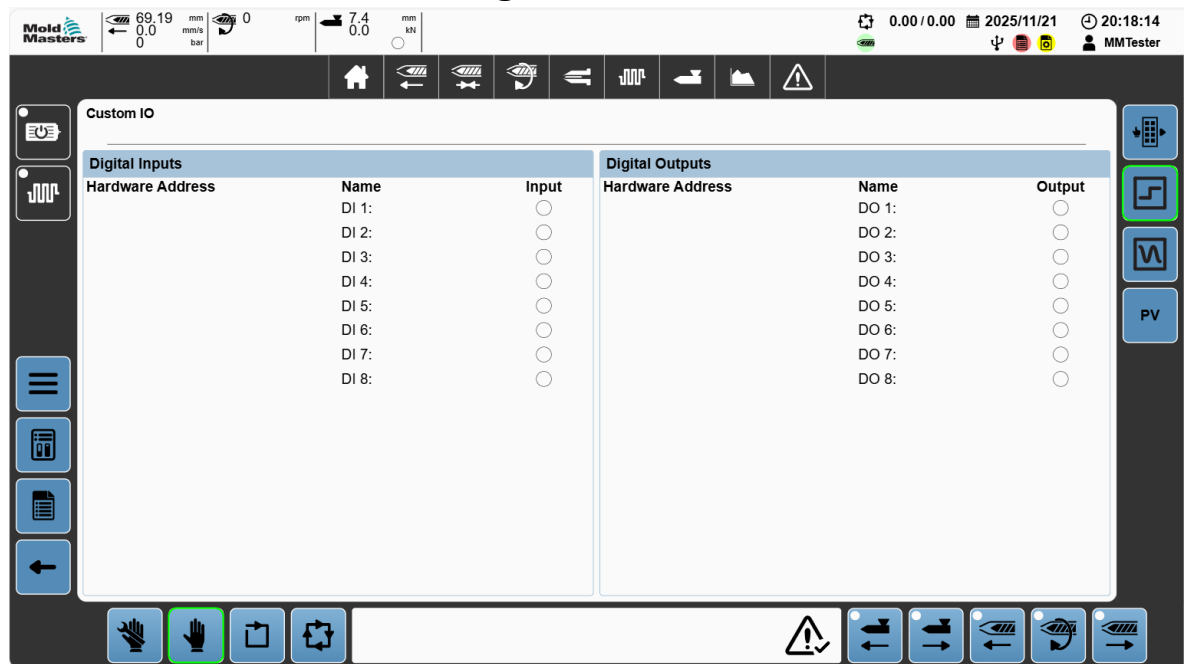 Mold Masters
69.19 mm
0.0 mm/s
0 bar
0 rpm
7.4 mm
0.0 kN
0.00 / 0.00 2025/11/21 20:18:14
MMTester
Custom IO
Digital Inputs
Hardware Address Name Input
DI 1:
DI 2:
DI 3:
DI 4:
DI 5:
DI 6:
DI 7:
DI 8:
Digital Outputs
Hardware Address Name Output
DO 1:
DO 2:
DO 3:
DO 4:
DO 5:
DO 6:
DO 7:
DO 8:
PV